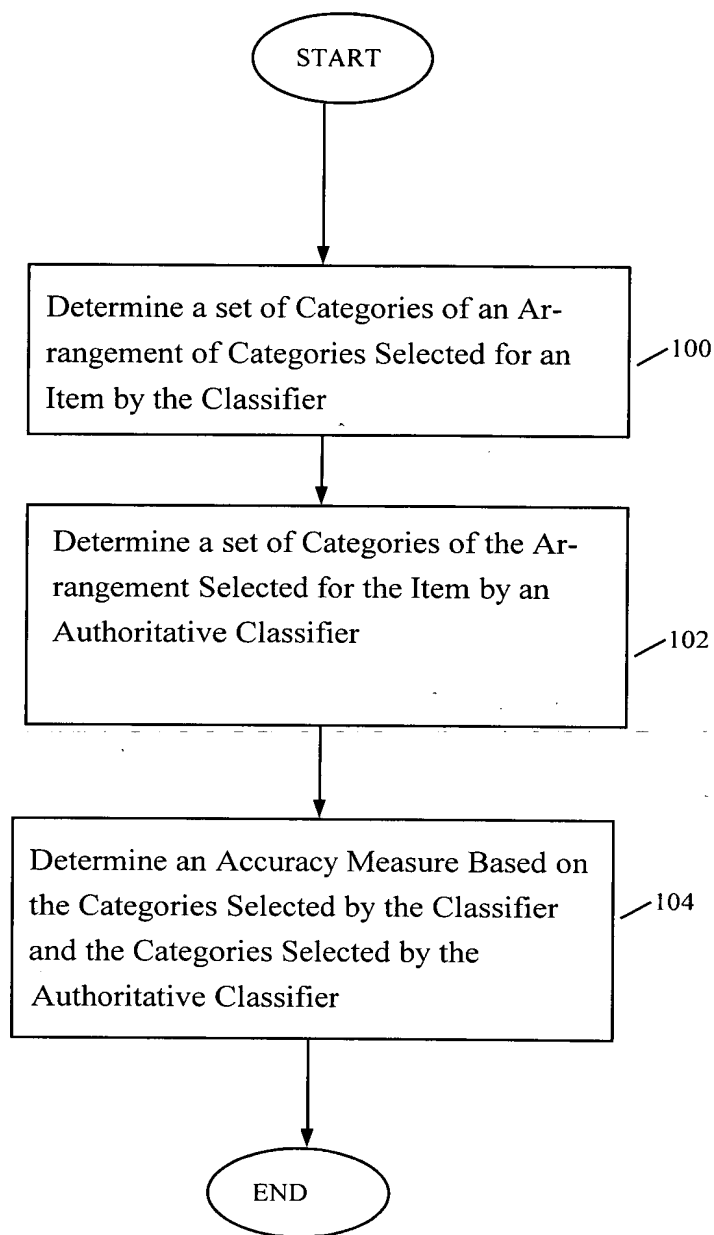 START
Determine a set of Categories of an Ar-
rangement of Categories Selected for an
Item by the Classifier
100
Determine a set of Categories of the Ar-
rangement Selected for the Item by an
Authoritative Classifier
102
Determine an Accuracy Measure Based on
the Categories Selected by the Classifier
and the Categories Selected by the
Authoritative Classifier
104
END